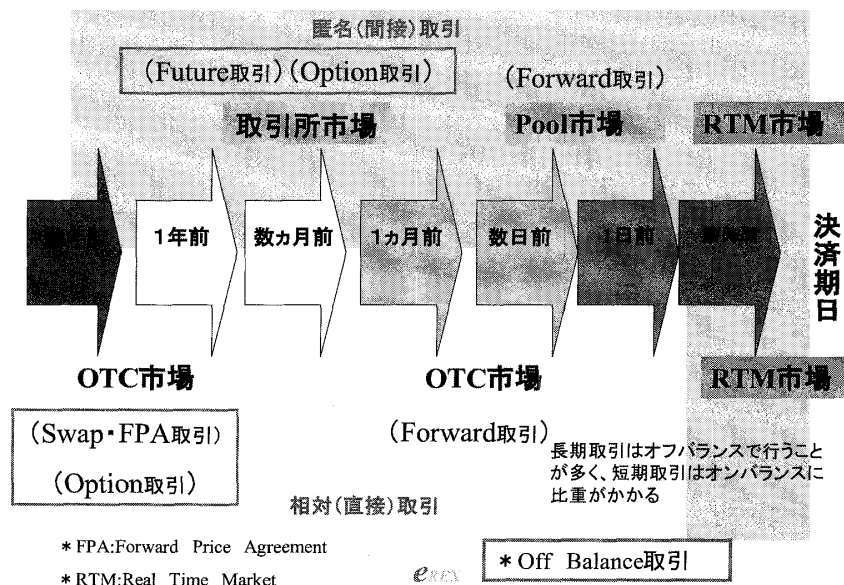 匿名(間接)取引
(Future取引)(Option取引)
(Forward取引)
取引所市場
Pool市場
RTM市場
1年前
数ヵ月前
1ヵ月前
数日前
1日前
決済期日
OTC市場
OTC市場
RTM市場
(Swap・FPA取引)
(Option取引)
(Forward取引)
長期取引はオフバランスで行うこと
が多く、短期取引はオンバランスに
比重がかかる
相対(直接)取引
*FPA:Forward Price Agreement
*RTM:Real Time Market
eREX
*Off Balance取引